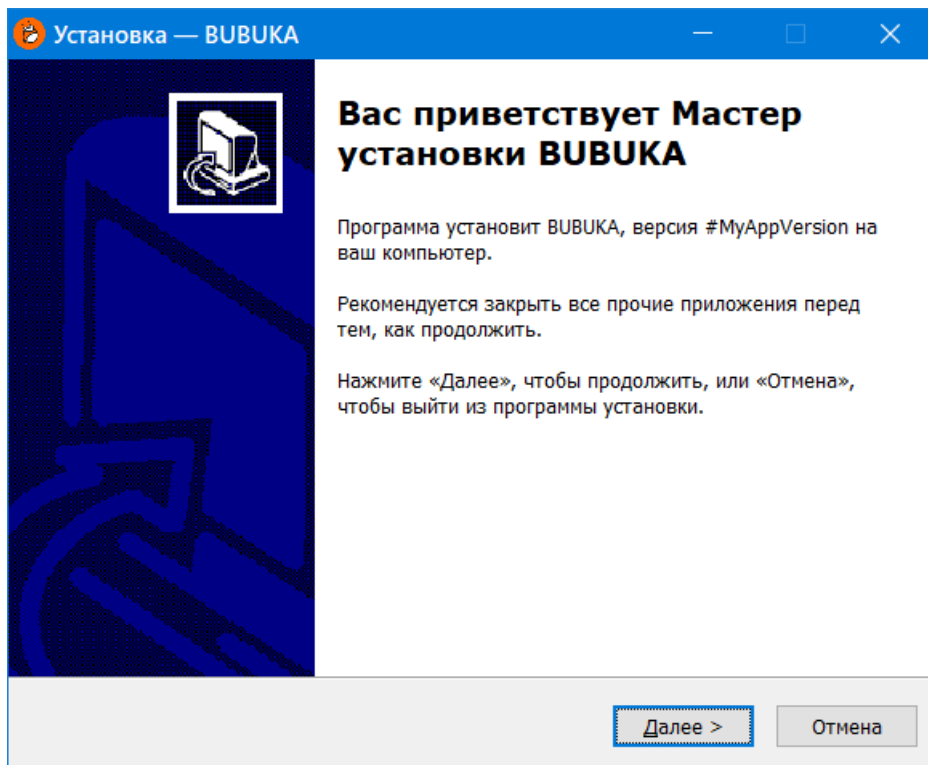 Установка — BUBUKA
Вас приветствует Мастер
установки BUBUKA
Программа установит BUBUKA, версия #MyAppVersion на
ваш компьютер.
Рекомендуется закрыть все прочие приложения перед
тем, как продолжить.
Нажмите «Далее», чтобы продолжить, или «Отмена»,
чтобы выйти из программы установки.
Далее >
Отмена